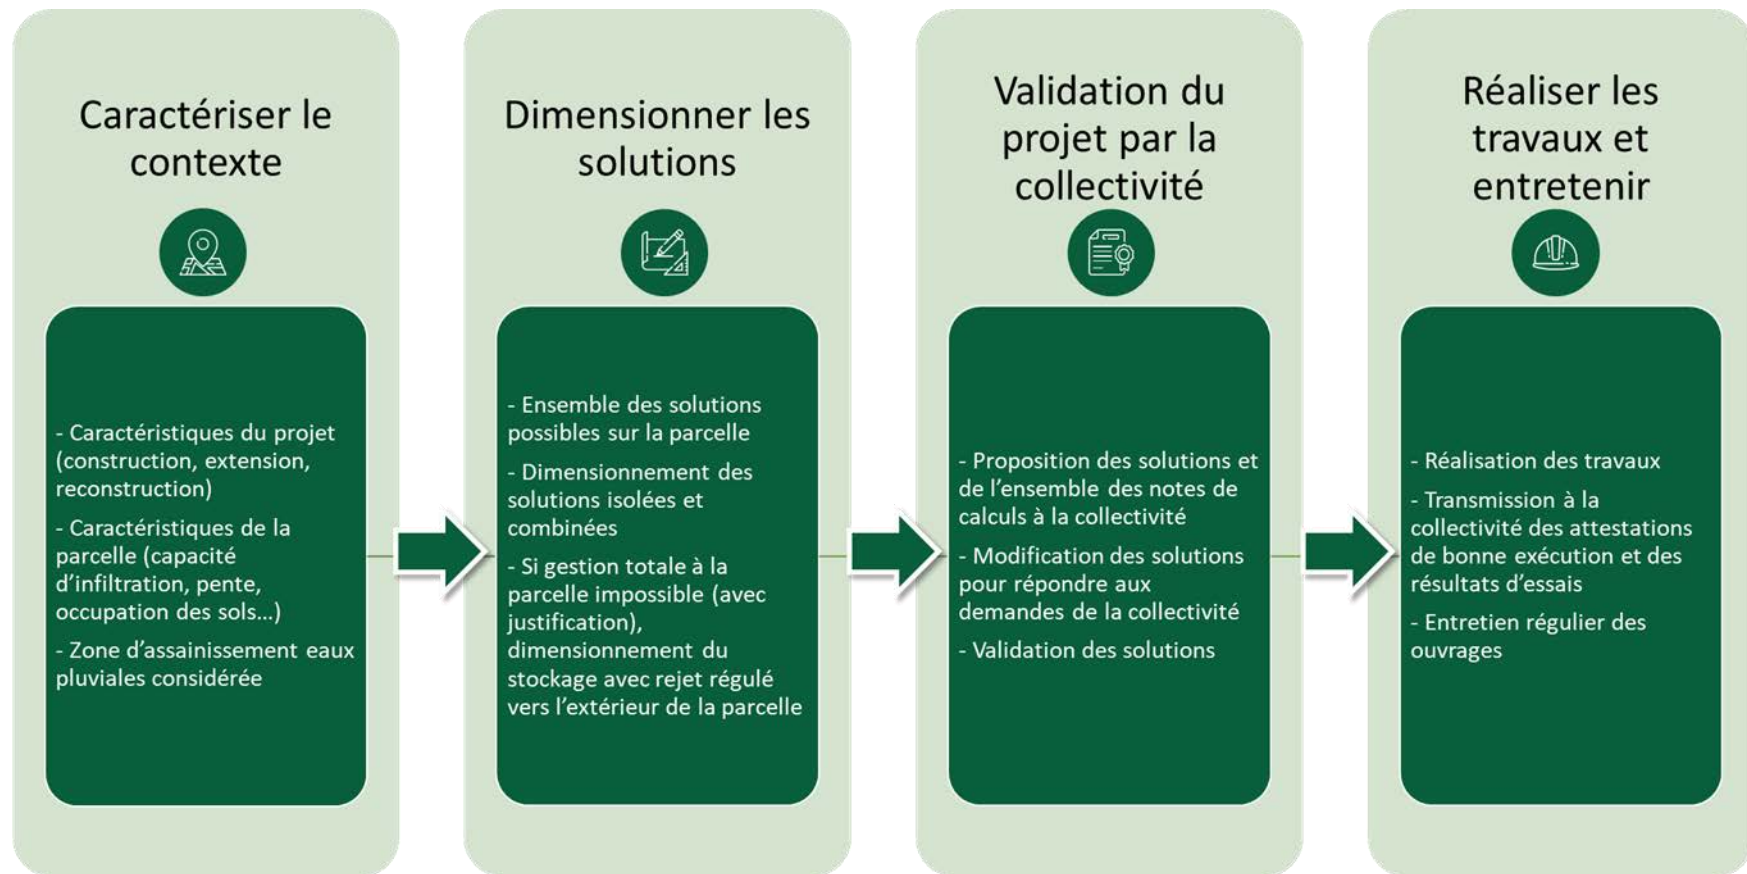 Caractériser le
contexte
- Caractéristiques du projet
(construction, extension,
reconstruction)
- Caractéristiques de la
parcelle (capacité
d’infiltration, pente,
occupation des sols…)
- Zone d’assainissement eaux
pluviales considérée
Dimensionner les
solutions
- Ensemble des solutions
possibles sur la parcelle
- Dimensionnement des
solutions isolées et
combinées
- Si gestion totale à la
parcelle impossible (avec
justification),
dimensionnement du
stockage avec rejet régulé
vers l’extérieur de la parcelle
Validation du
projet par la
collectivité
- Proposition des solutions et
de l’ensemble des notes de
calculs à la collectivité
- Modification des solutions
pour répondre aux
demandes de la collectivité
- Validation des solutions
Réaliser les
travaux et
entretenir
- Réalisation des travaux
- Transmission à la
collectivité des attestations
de bonne exécution et des
résultats d’essais
- Entretien régulier des
ouvrages